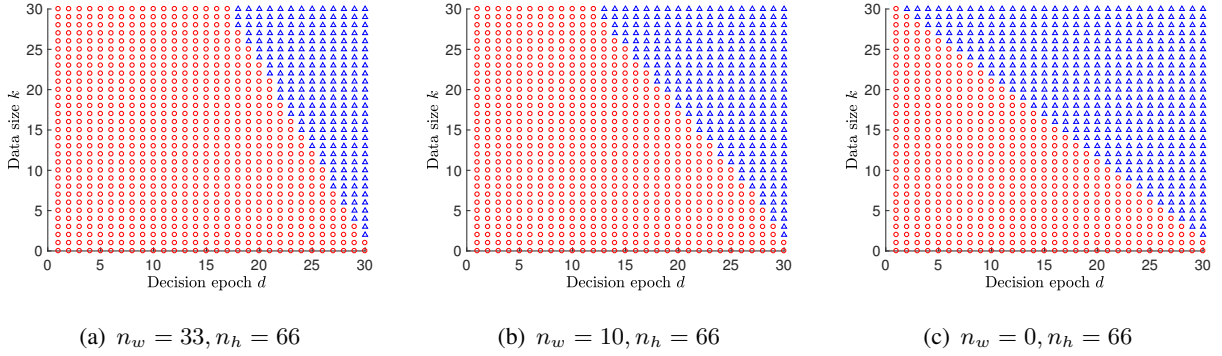 30
25
20
15
10
5
0
Data size k
0 5 10 15 20 25 30
Decision epoch d
(a) n_w = 33, n_h = 66
30
25
20
15
10
5
0
Data size k
0 5 10 15 20 25 30
Decision epoch d
(b) n_w = 10, n_h = 66
30
25
20
15
10
5
0
Data size k
0 5 10 15 20 25 30
Decision epoch d
(c) n_w = 0, n_h = 66